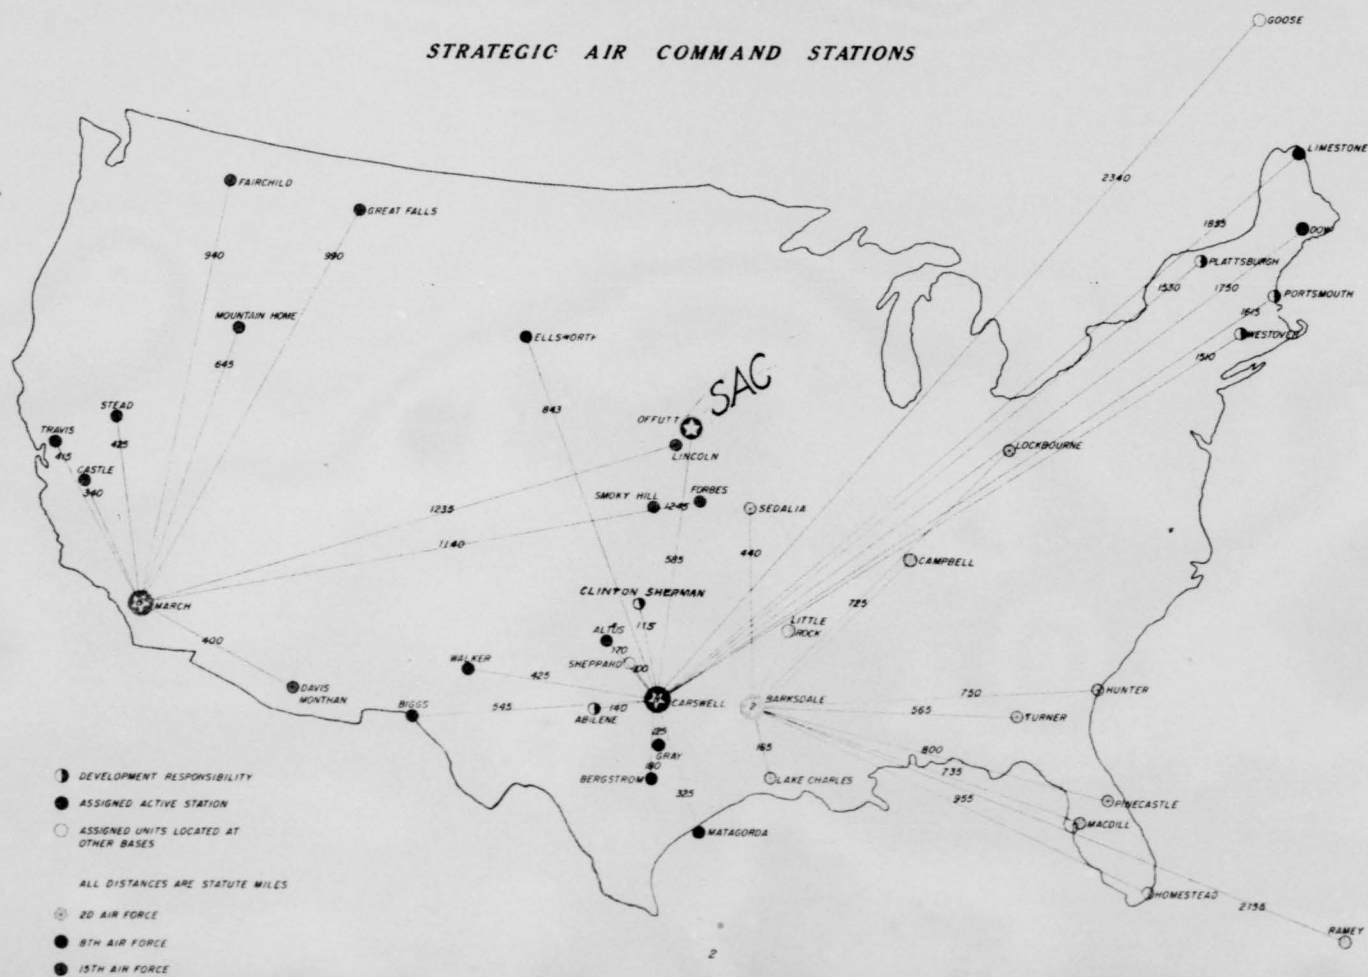 STRATEGIC AIR COMMAND STATIONS
GOOSE
2340
LIMESTONE
1835
DOW
PLATTSBURGH
1530
1750
PORTSMOUTH
1615
WESTOVER
1510
FAIRCHILD
GREAT FALLS
940
990
MOUNTAIN HOME
645
ELLSWORTH
843
SAC
OFFUTT
LINCOLN
STEAD
425
TRAVIS
415
CASTLE
340
LOCKBOURNE
1235
SMOKY HILL
1245
FORBES
SEDALIA
1140
585
440
CAMPBELL
MARCH
CLINTON SHERMAN
725
LITTLE
ROCK
ALTUS
170
SHEPPARD
100
400
WALKER
425
DAVIS
MONTHAN
BIGGS
545
ABILENE
140
CARSWELL
2
BARKSDALE
750
HUNTER
565
TURNER
125
GRAY
BERGSTROM
325
165
LAKE CHARLES
800
735
955
PINECASTLE
MACDILL
MATAGORDA
HOMESTEAD
RAMEY
DEVELOPMENT RESPONSIBILITY
ASSIGNED ACTIVE STATION
ASSIGNED UNITS LOCATED AT
OTHER BASES
ALL DISTANCES ARE STATUTE MILES
2D AIR FORCE
8TH AIR FORCE
15TH AIR FORCE
2